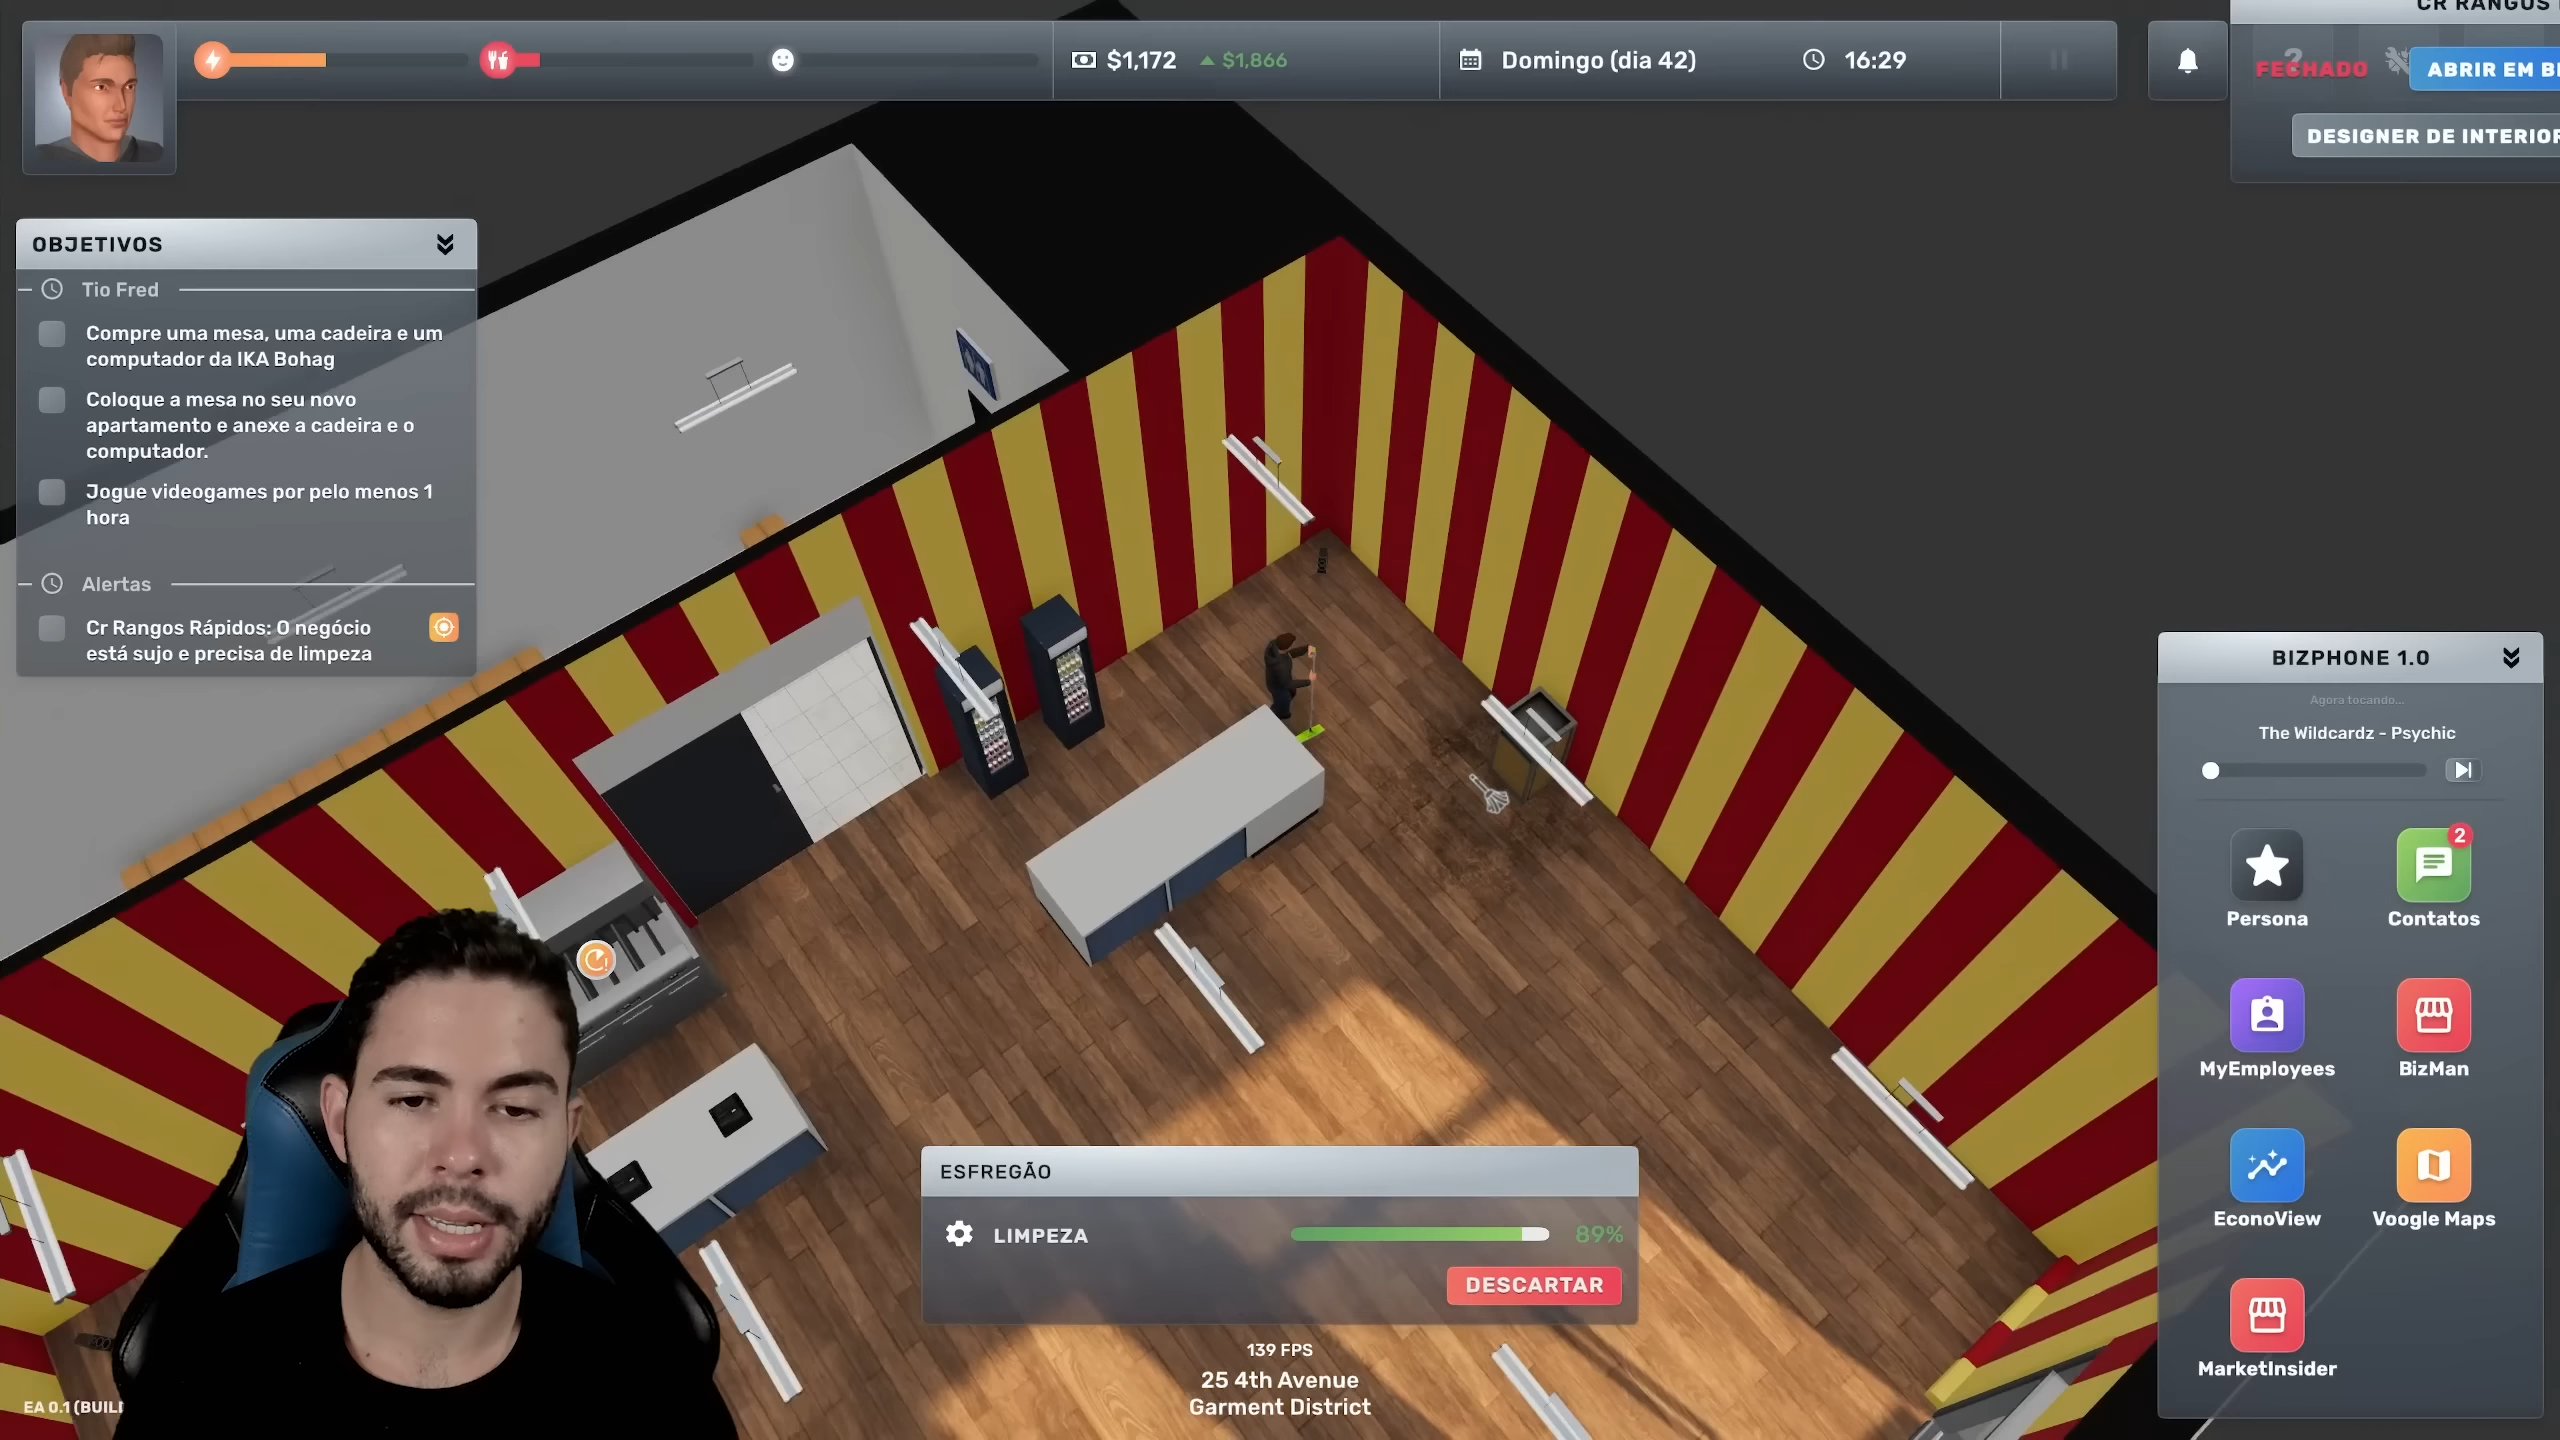 $1,172
$1,866
Domingo (dia 42)
16:29
CR RANGOS
FECHADO
ABRIR EM
DESIGNER DE
OBJETIVOS
Tio Fred
Compre uma mesa, uma cadeira e um
computador da IKA Bohag
Coloque a mesa no seu novo
apartamento e anexe a cadeira e o
computador.
Jogue videogames por pelo menos 1
hora
Alertas
Cr Rangos Rápidos: O negócio
está sujo e precisa de limpeza
BIZPHONE 1.0
Agora tocando...
The Wildcardz - Psychic
Persona
2
Contatos
MyEmployees
BizMan
EconoView
Voogle Maps
MarketInsider
ESFREGÃO
LIMPEZA
89%
DESCARTAR
139 FPS
25 4th Avenue
Garment District
EA 0.1